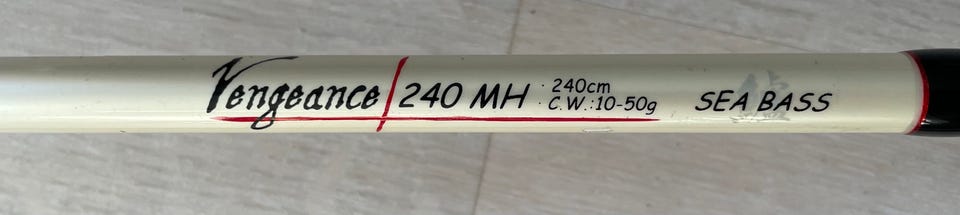 Vengeance 240 MH · 240cm SEA BASS
· C.W.:10-50g